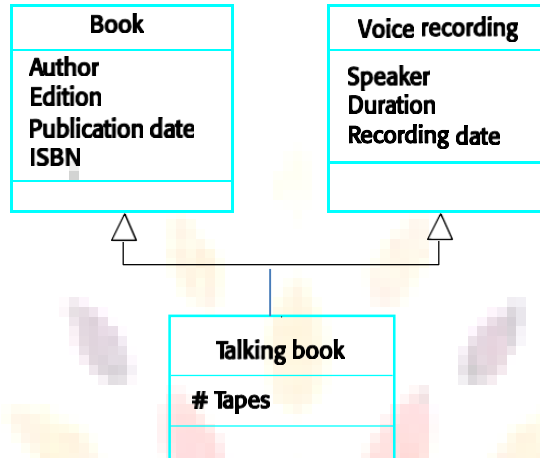 Book
Author
Edition
Publication date
ISBN
Voice recording
Speaker
Duration
Recording date
Talking book
# Tapes